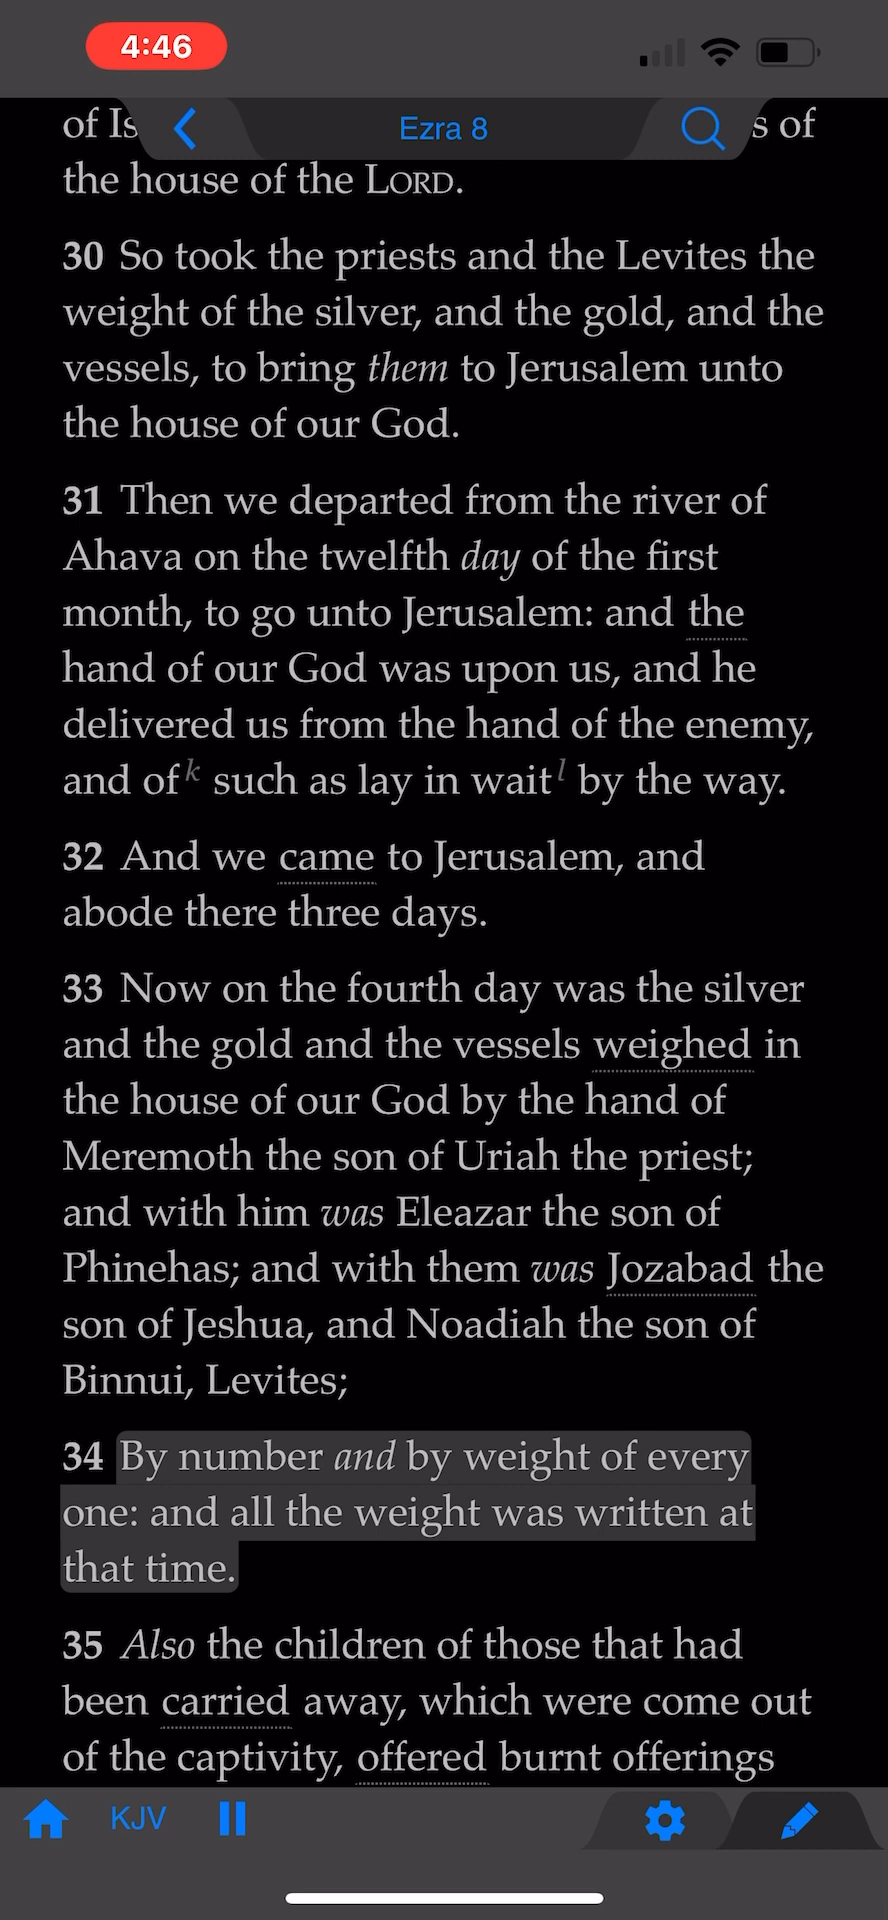 4:46
of Is
Ezra 8
s of
the house of the LORD.
30 So took the priests and the Levites the
weight of the silver, and the gold, and the
vessels, to bring them to Jerusalem unto
the house of our God.
31 Then we departed from the river of
Ahava on the twelfth day of the first
month, to go unto Jerusalem: and the
hand of our God was upon us, and he
delivered us from the hand of the enemy,
and of k such as lay in wait l by the way.
32 And we came to Jerusalem, and
abode there three days.
33 Now on the fourth day was the silver
and the gold and the vessels weighed in
the house of our God by the hand of
Meremoth the son of Uriah the priest;
and with him was Eleazar the son of
Phinehas; and with them was Jozabad the
son of Jeshua, and Noadiah the son of
Binnui, Levites;
34 By number and by weight of every
one: and all the weight was written at
that time.
35 Also the children of those that had
been carried away, which were come out
of the captivity, offered burnt offerings
KJV